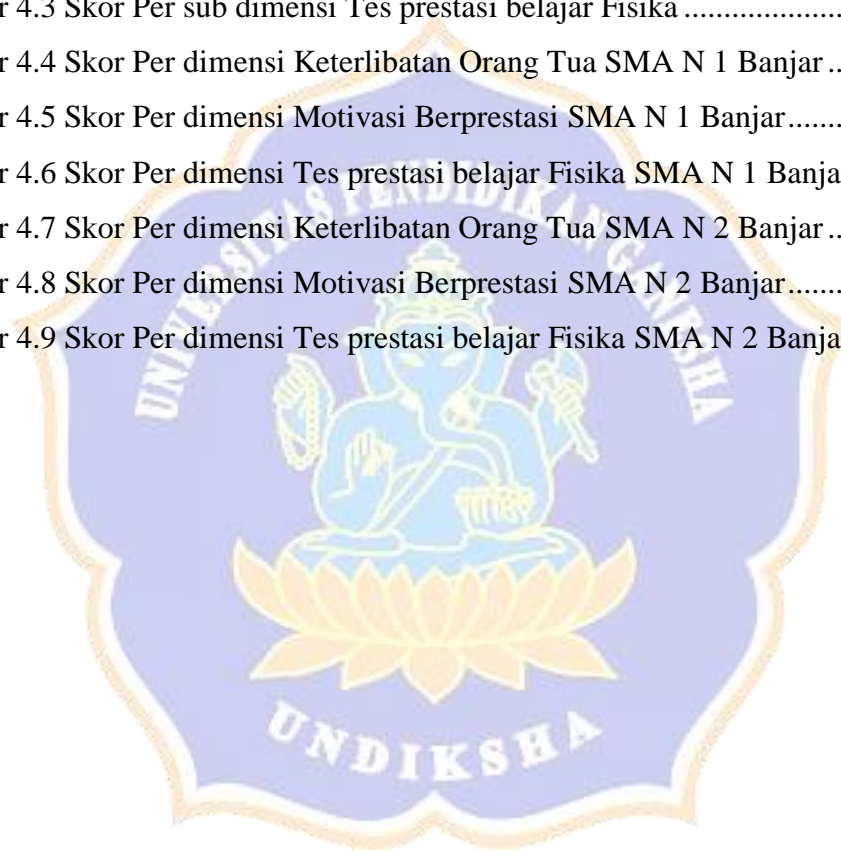 r 4.3 Skor Per sub dimensi Tes prestasi belajar Fisika .....................
r 4.4 Skor Per dimensi Keterlibatan Orang Tua SMA N 1 Banjar ..
r 4.5 Skor Per dimensi Motivasi Berprestasi SMA N 1 Banjar.......
r 4.6 Skor Per dimensi Tes prestasi belajar Fisika SMA N 1 Banja
r 4.7 Skor Per dimensi Keterlibatan Orang Tua SMA N 2 Banjar ..
r 4.8 Skor Per dimensi Motivasi Berprestasi SMA N 2 Banjar.......
r 4.9 Skor Per dimensi Tes prestasi belajar Fisika SMA N 2 Banja
UNIVERSITAS PENDIDIKAN GANESHA
UNDIKSHA